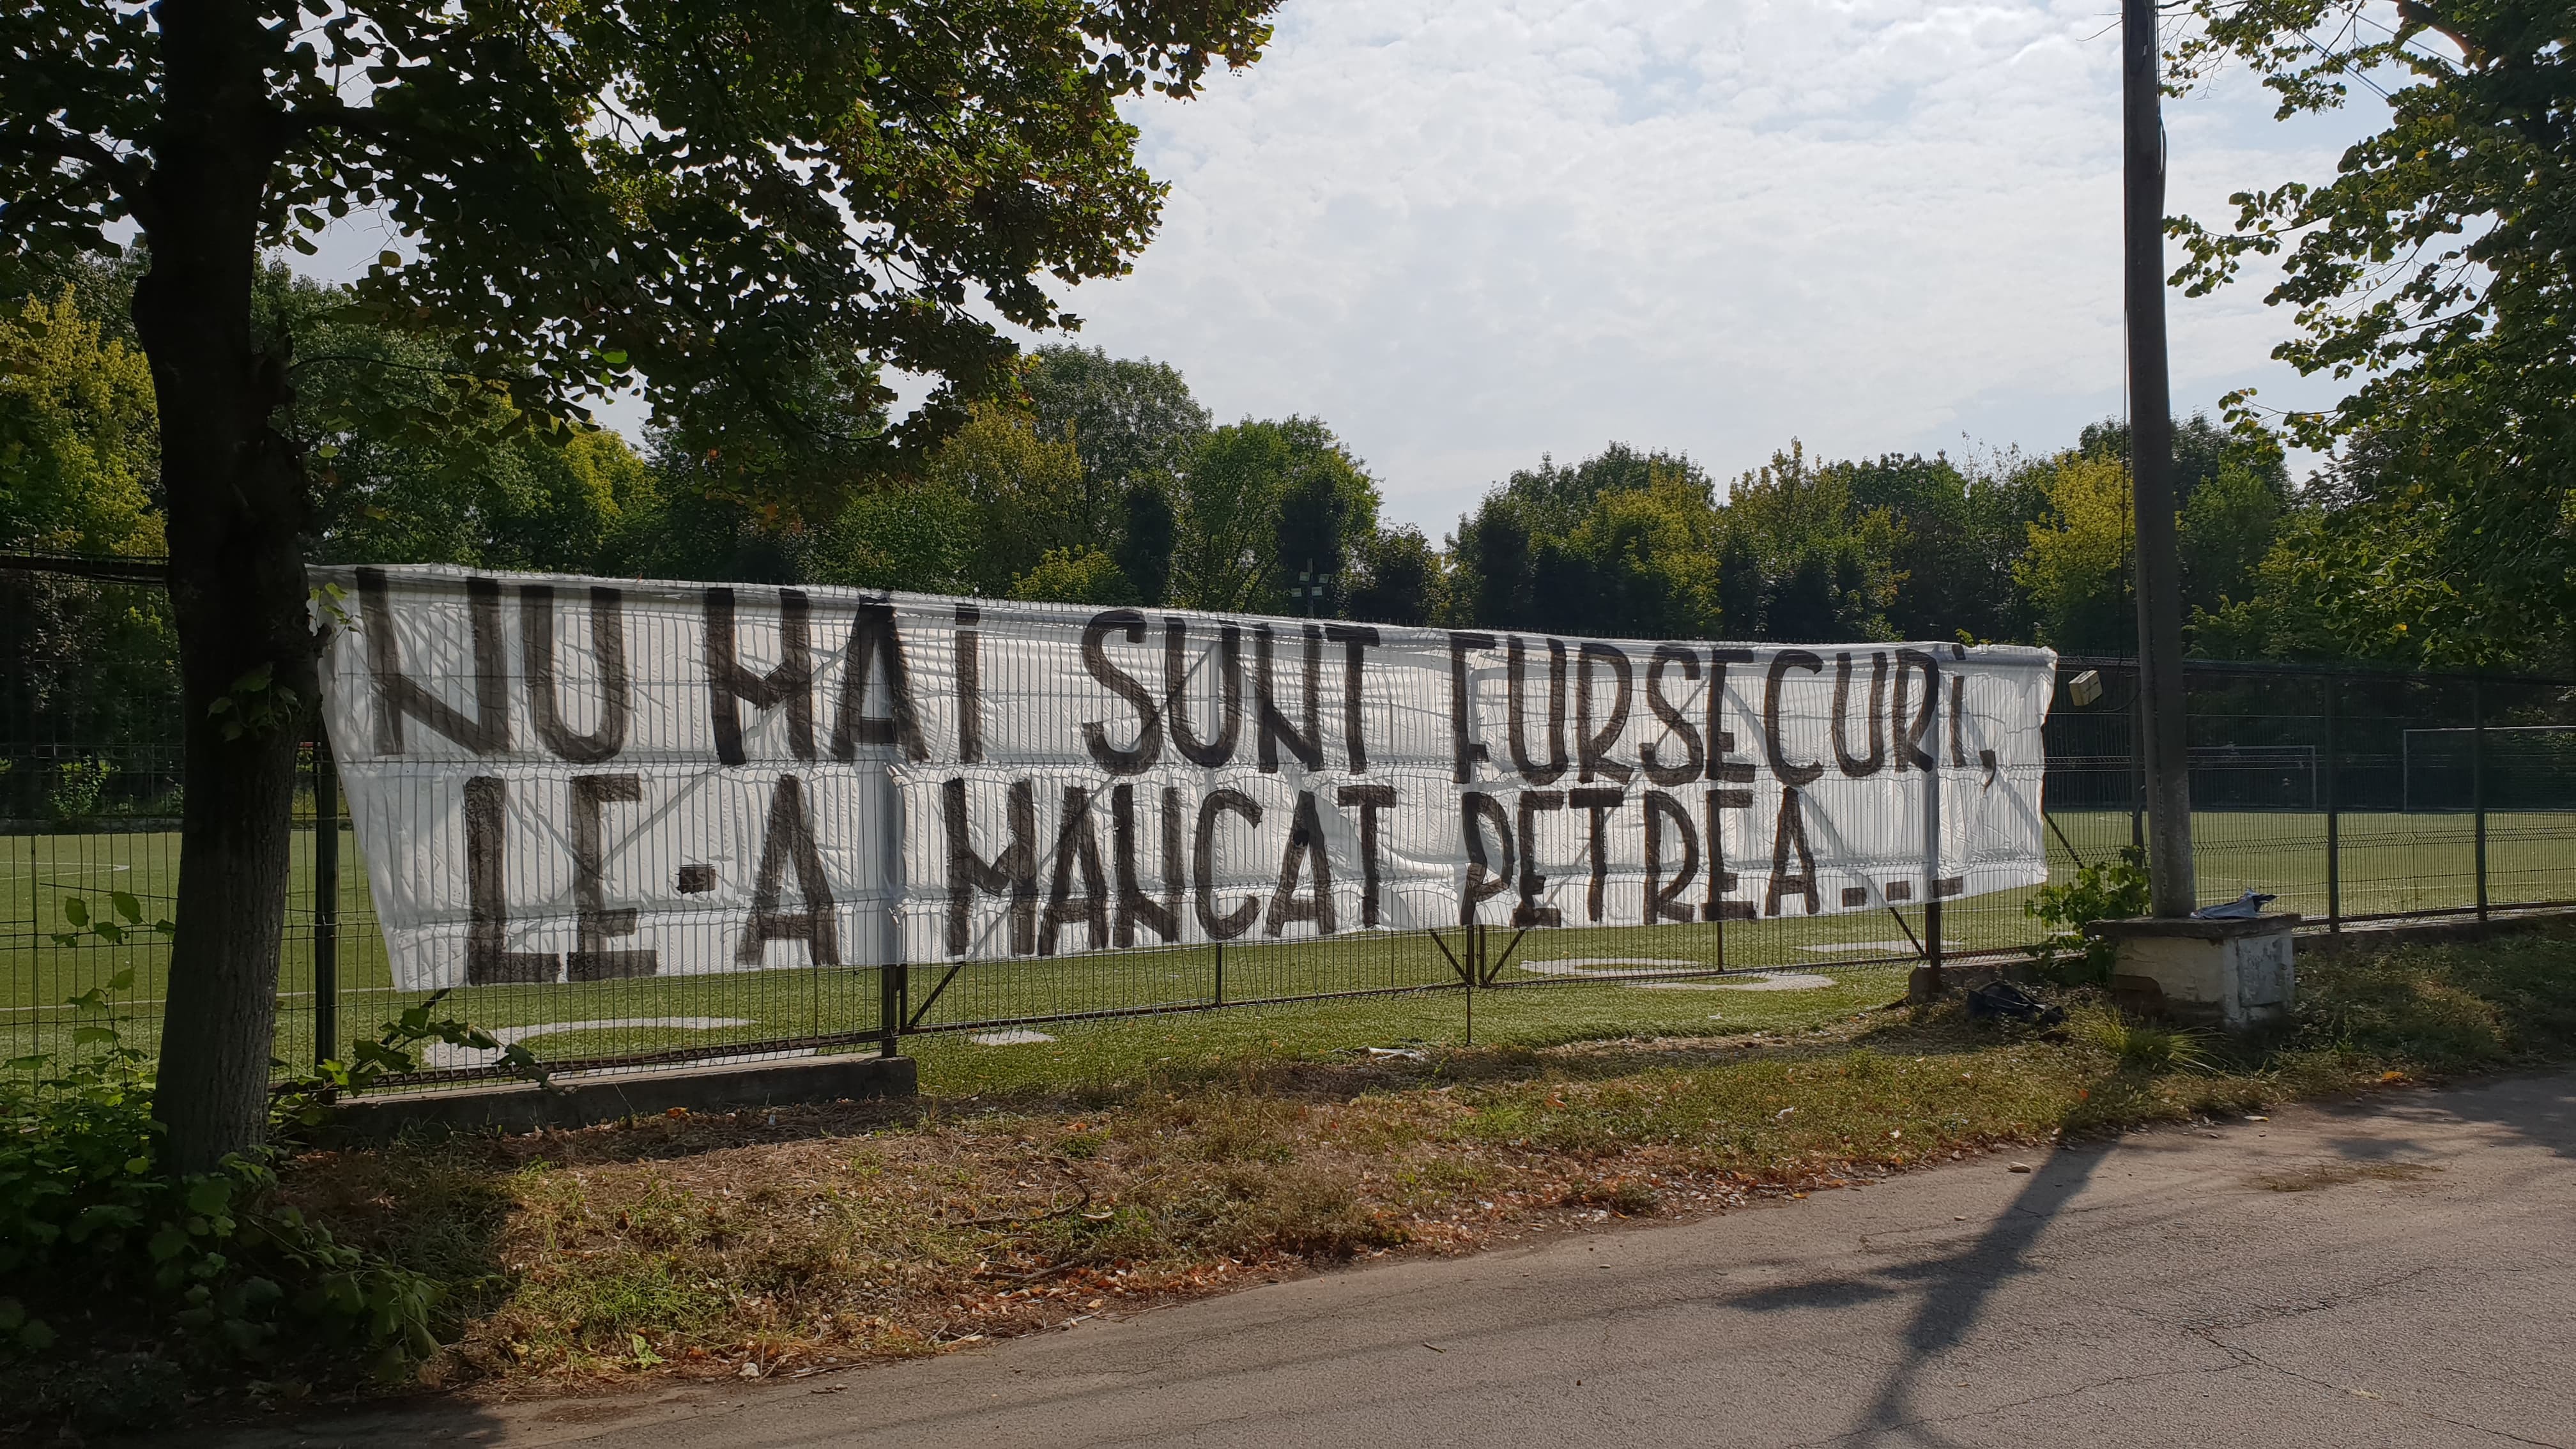 NU MAI SUNT FURSECURI,
LE-A MANCAT PETREA...